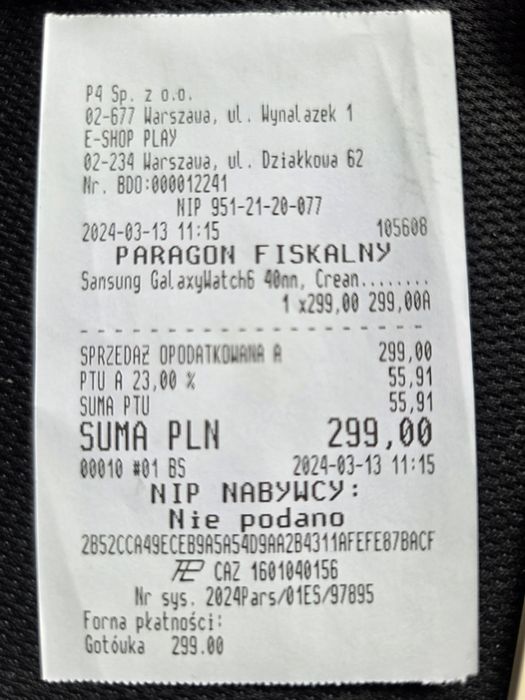 P4 Sp. z o.o.
02-677 Warszawa, ul. Wynalazek 1
E-SHOP PLAY
02-234 Warszawa, ul. Działkowa 62
Nr. BDO:000012241
NIP 951-21-20-077
2024-03-13 11:15 105608
PARAGON FISKALNY
Samsung GalaxyWatch6 40mm, Crean........
1 x299,00 299,00A
SPRZEDAŻ OPODATKOWANA A 299,00
PTU A 23,00 % 55,91
SUMA PTU 55,91
SUMA PLN 299,00
00010 #01 BS 2024-03-13 11:15
NIP NABYWCY:
Nie podano
2B52CCA49ECEB9A5A54D9AA2B4311AFEFE87BACF
CAZ 1601040156
Nr sys. 2024Pars/01ES/97895
Forma płatności:
Gotówka 299.00